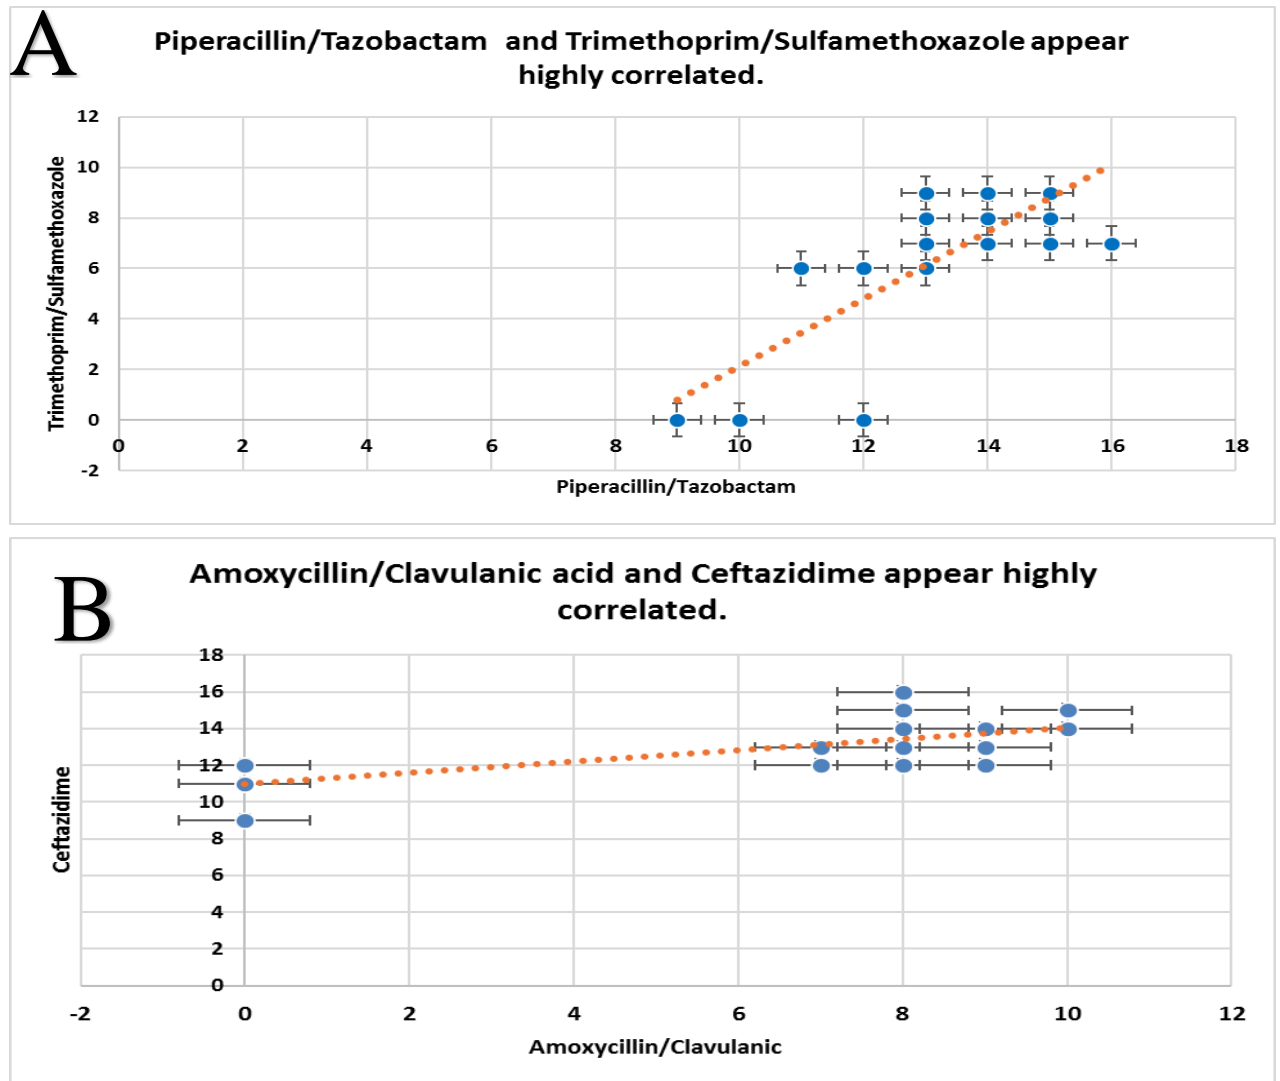 A
Piperacillin/Tazobactam and Trimethoprim/Sulfamethoxazole appear
highly correlated.
Trimethoprim/Sulfamethoxazole
12
10
8
6
4
2
0
-2
0 2 4 6 8 10 12 14 16 18
Piperacillin/Tazobactam
B
Amoxycillin/Clavulanic acid and Ceftazidime appear highly
correlated.
Ceftazidime
18
16
14
12
10
8
6
4
2
0
-2 0 2 4 6 8 10 12
Amoxycillin/Clavulanic